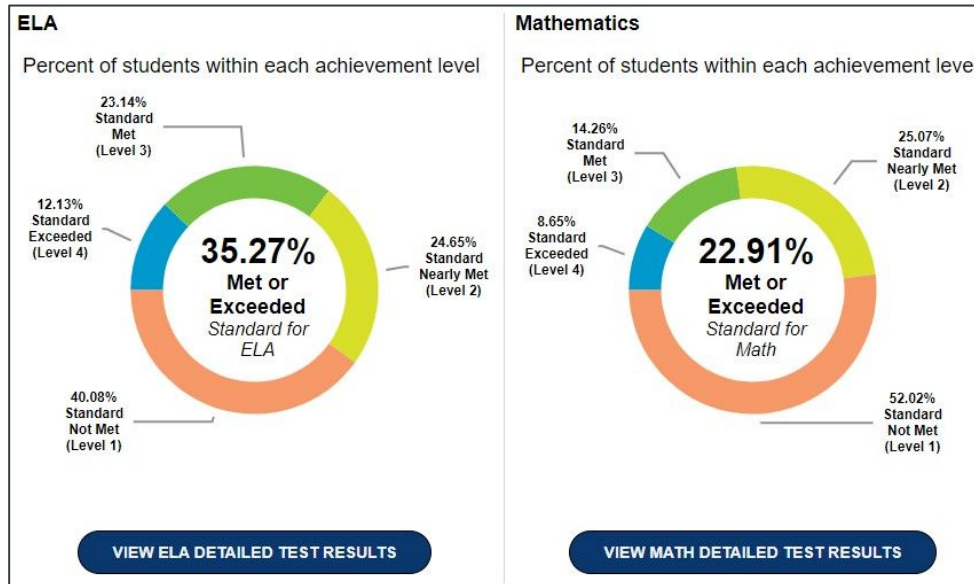 ELA
Percent of students within each achievement level
23.14%
Standard
Met
(Level 3)
12.13%
Standard
Exceeded
(Level 4)
35.27%
Met or
Exceeded
Standard for
ELA
24.65%
Standard
Nearly Met
(Level 2)
40.08%
Standard
Not Met
(Level 1)
VIEW ELA DETAILED TEST RESULTS
Mathematics
Percent of students within each achievement leve
14.26%
Standard
Met
(Level 3)
25.07%
Standard
Nearly Met
(Level 2)
8.65%
Standard
Exceeded
(Level 4)
22.91%
Met or
Exceeded
Standard for
Math
52.02%
Standard
Not Met
(Level 1)
VIEW MATH DETAILED TEST RESULTS